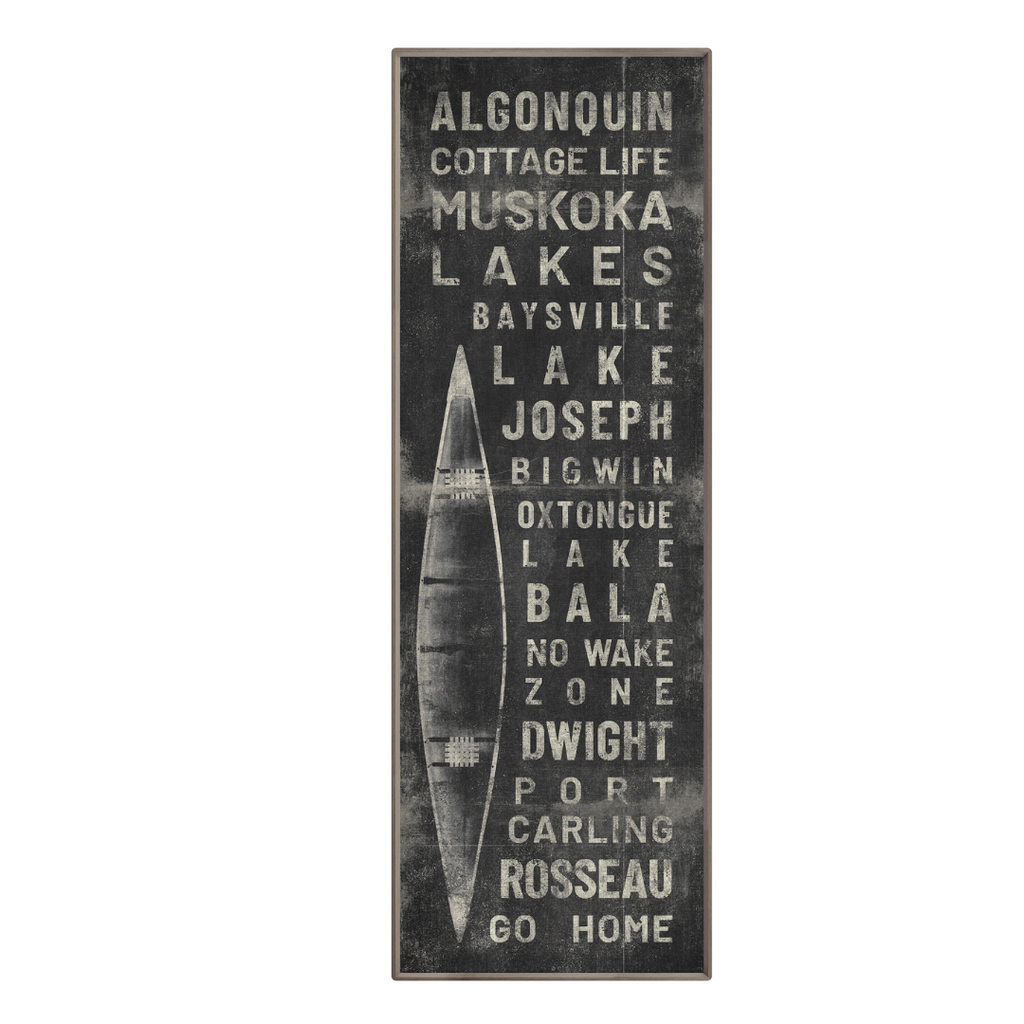 ALGONQUIN
COTTAGE LIFE
MUSKOKA
LAKES
BAYSVILLE
LAKE
JOSEPH
BIGWIN
OXTONGUE
LAKE
BALA
NO WAKE
ZONE
DWIGHT
PORT
CARLING
ROSSEAU
GO HOME